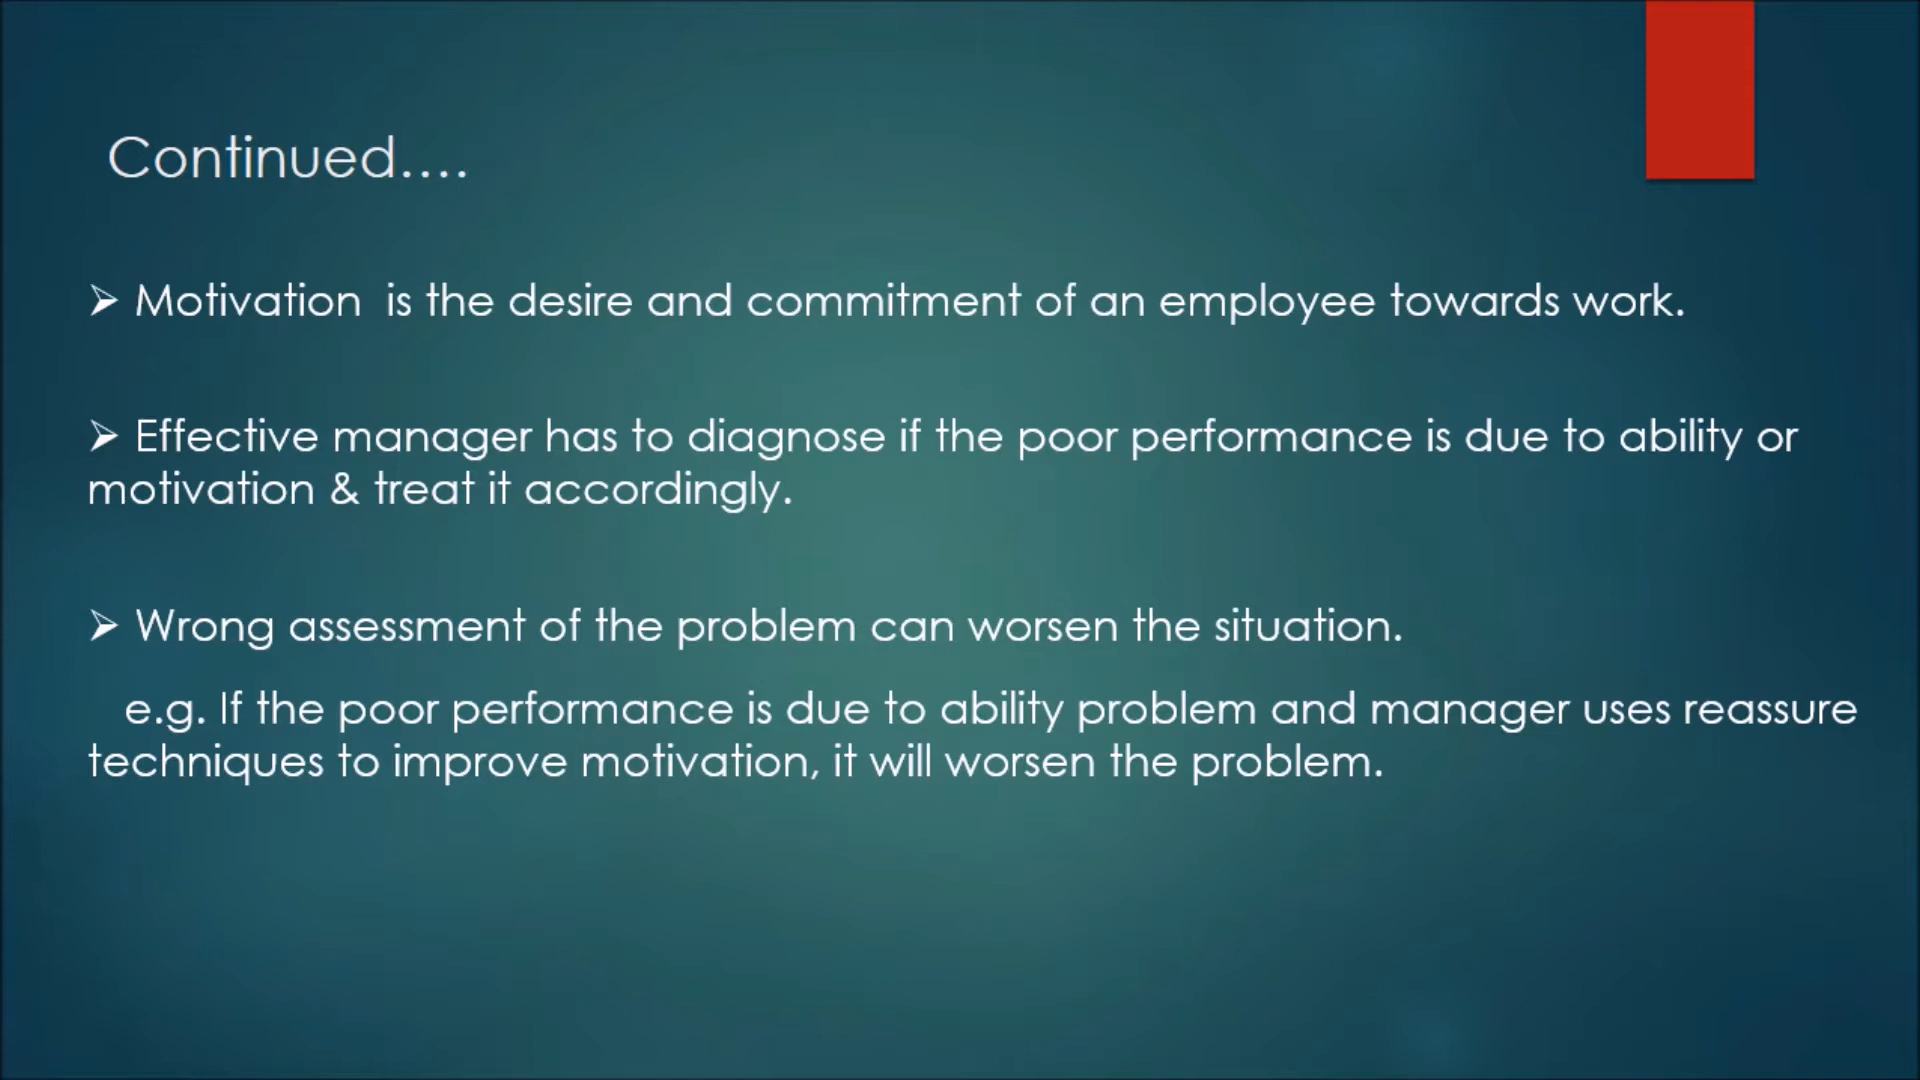 Continued....
➢ Motivation  is the desire and commitment of an employee towards work.
➢ Effective manager has to diagnose if the poor performance is due to ability or
motivation & treat it accordingly.
➢ Wrong assessment of the problem can worsen the situation.
e.g. If the poor performance is due to ability problem and manager uses reassure
techniques to improve motivation, it will worsen the problem.